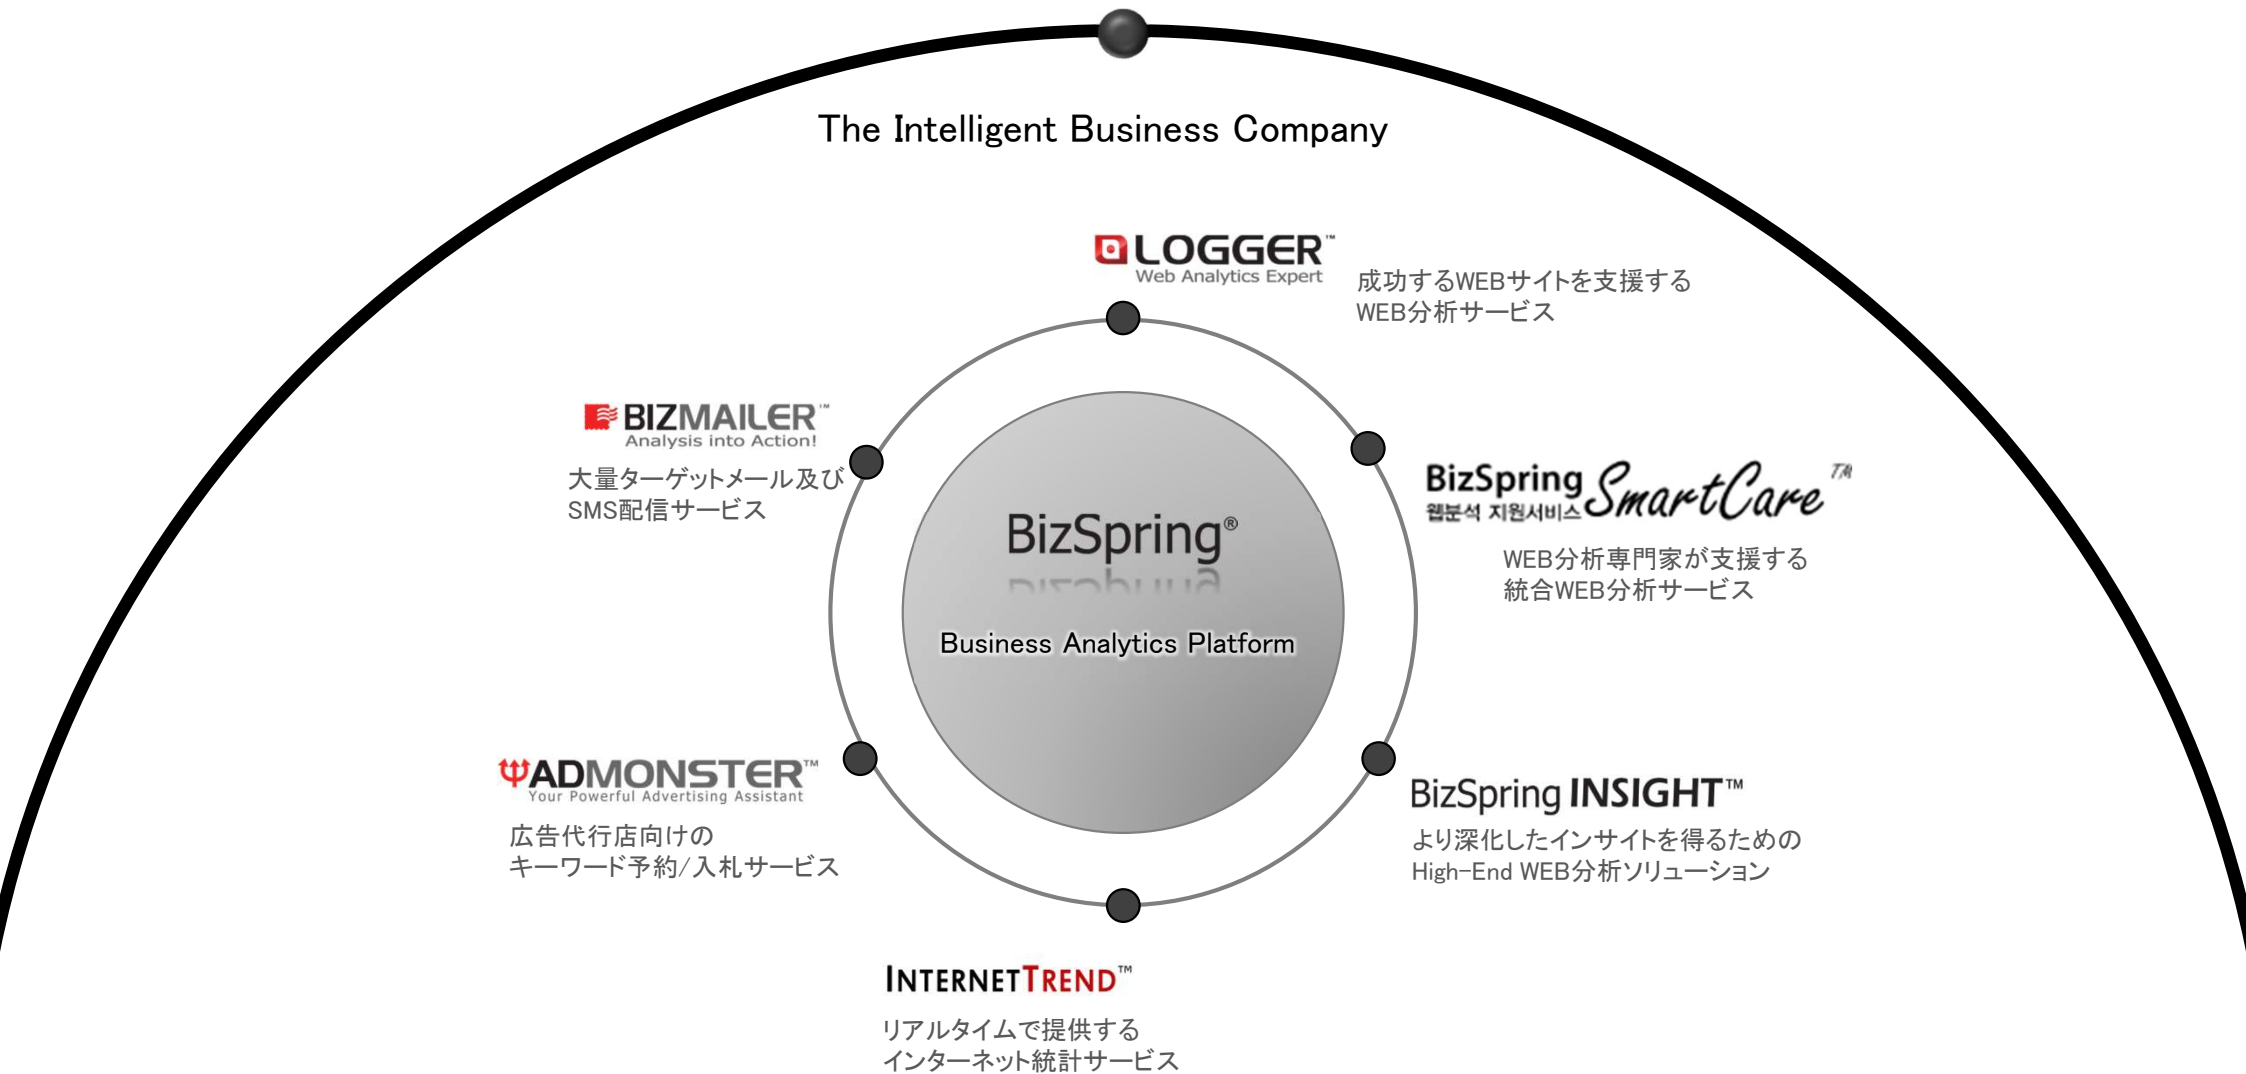 The Intelligent Business Company
LOGGER™
Web Analytics Expert
成功するWEBサイトを支援する
WEB分析サービス
BIZMAILER™
Analysis into Action!
大量ターゲットメール及び
SMS配信サービス
BizSpring SmartCare™
웹분석 지원서비스
WEB分析専門家が支援する
統合WEB分析サービス
BizSpring®
Business Analytics Platform
ADMONSTER™
Your Powerful Advertising Assistant
広告代行店向けの
キーワード予約/入札サービス
BizSpring INSIGHT™
より深化したインサイトを得るための
High-End WEB分析ソリューション
INTERNETTREND™
リアルタイムで提供する
インターネット統計サービス